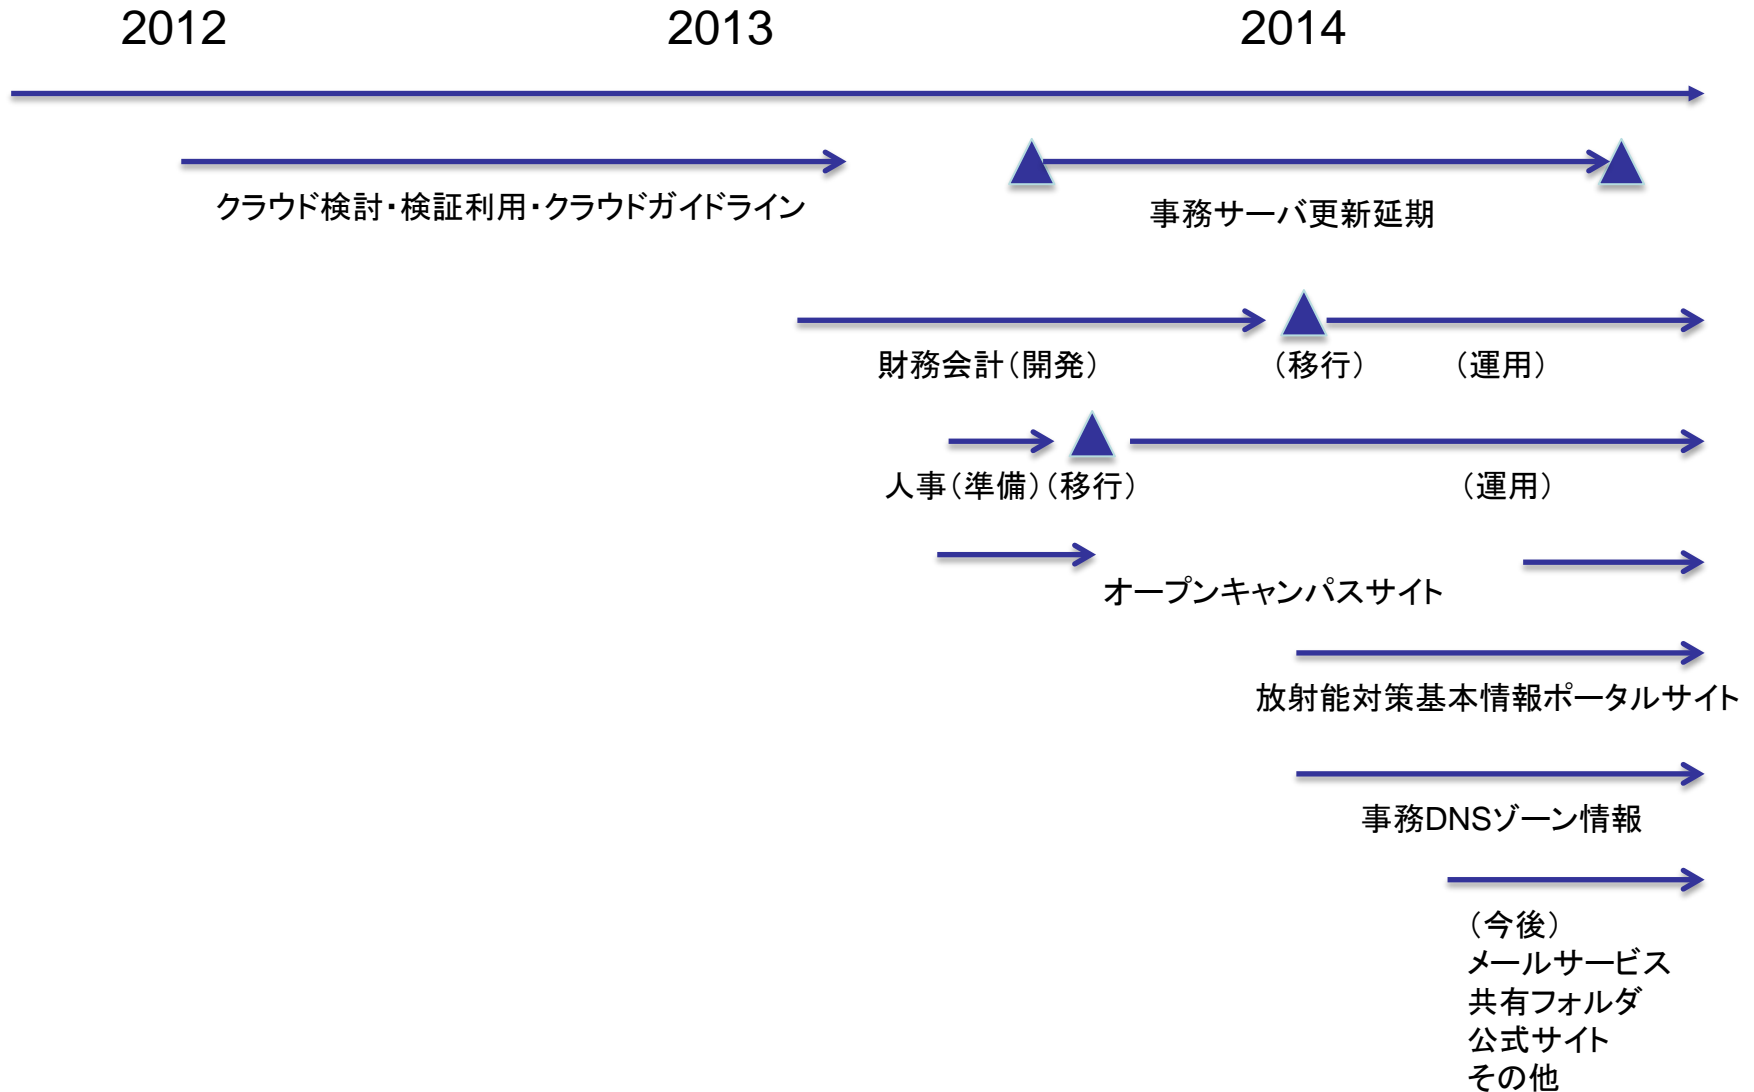 2012 2013 2014
クラウド検討・検証利用・クラウドガイドライン
事務サーバ更新延期
財務会計（開発） （移行） （運用）
人事（準備）（移行） （運用）
オープンキャンパスサイト
放射能対策基本情報ポータルサイト
事務DNSゾーン情報
（今後）
メールサービス
共有フォルダ
公式サイト
その他